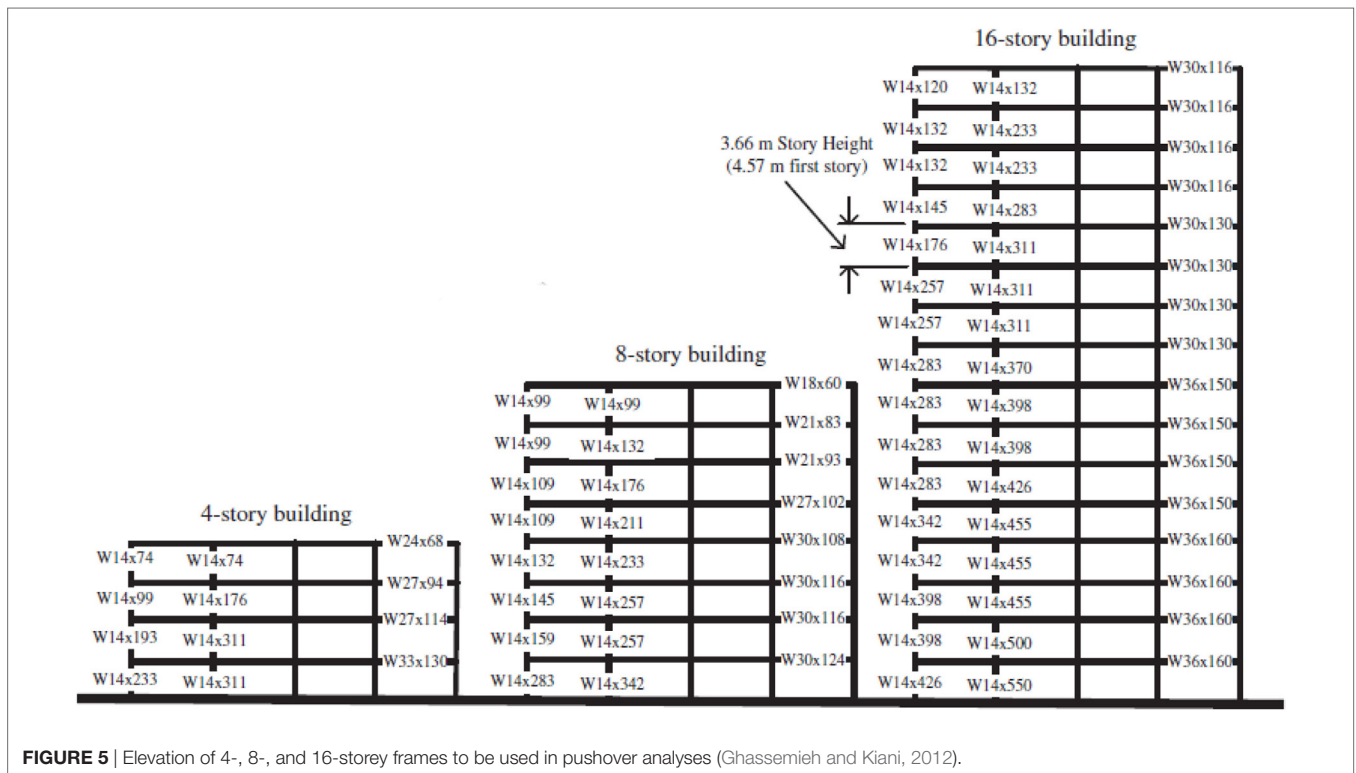 16-story building
W30x116
W14x120 W14x132
W30x116
W14x132 W14x233
W30x116
W14x132 W14x233
W30x116
W14x145 W14x283
W30x130
W14x176 W14x311
W30x130
W14x257 W14x311
W30x130
W14x257 W14x311
W30x130
W14x283 W14x370
W36x150
W14x283 W14x398
W36x150
W14x283 W14x398
W36x150
W14x283 W14x426
W36x150
W14x342 W14x455
W36x160
W14x342 W14x455
W36x160
W14x398 W14x455
W36x160
W14x398 W14x500
W36x160
W14x426 W14x550
3.66 m Story Height
(4.57 m first story)
8-story building
W18x60
W14x99 W14x99
W21x83
W14x99 W14x132
W21x93
W14x109 W14x176
W27x102
W14x109 W14x211
W30x108
W14x132 W14x233
W30x116
W14x145 W14x257
W30x116
W14x159 W14x257
W30x124
W14x283 W14x342
4-story building
W24x68
W14x74 W14x74
W27x94
W14x99 W14x176
W27x114
W14x193 W14x311
W33x130
W14x233 W14x311
FIGURE 5 | Elevation of 4-, 8-, and 16-storey frames to be used in pushover analyses (Ghassemieh and Kiani, 2012).